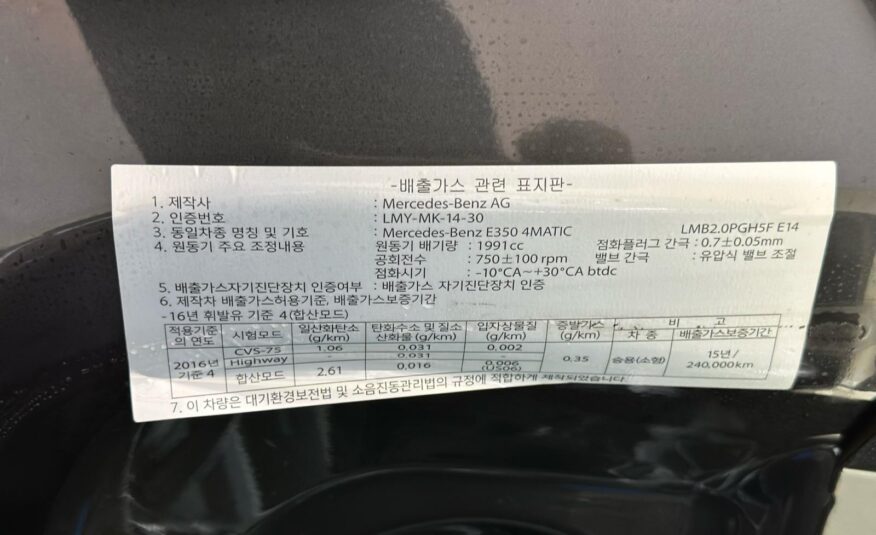 -배출가스 관련 표지판-
1. 제작사 : Mercedes-Benz AG
2. 인증번호 : LMY-MK-14-30
3. 동일차종 명칭 및 기호 : Mercedes-Benz E350 4MATIC LMB2.0PGH5F E14
4. 원동기 주요 조정내용 원동기 배기량 : 1991cc 점화플러그 간극 : 0.7±0.05mm
공회전수 : 750±100 rpm 밸브 간극 : 유압식 밸브 조절
점화시기 : -10°CA~+30°CA btdc
5. 배출가스자기진단장치 인증여부 : 배출가스 자기진단장치 인증
6. 제작차 배출가스허용기준, 배출가스보증기간
-16년 휘발유 기준 4(합산모드)
적용기준의 연도 시험모드 일산화탄소 (g/km) 탄화수소 및 질소산화물 (g/km) 입자상물질 (g/km) 증발가스 (g/km) 비 고
차 종 배출가스보증기간
2016년 기준 4 CVS-75 1.06 0.031 0.002 0.35 승용(소형) 15년/ 240,000km
Highway - 0.031 -
합산모드 2.61 0.016 0.006 (US06)
7. 이 차량은 대기환경보전법 및 소음진동관리법의 규정에 적합하게 제작되었습니다